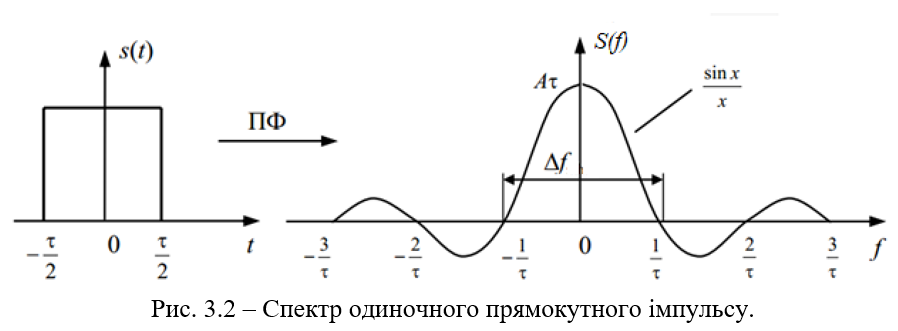 s(t)
S(f)
sin x
x
Aτ
ПФ
Δf
−τ/2 0 τ/2 t
−3/τ −2/τ −1/τ 0 1/τ 2/τ 3/τ f
Рис. 3.2 – Спектр одиночного прямокутного імпульсу.